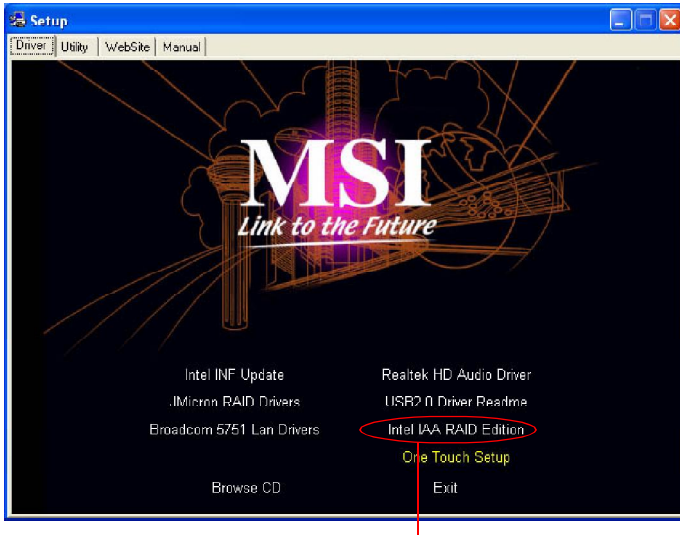 Setup
Driver Utility WebSite Manual
MSI
Link to the Future
Intel INF Update Realtek HD Audio Driver
JMicron RAID Drivers USB2.0 Driver Readme
Broadcom 5751 Lan Drivers Intel IAA RAID Edition
One Touch Setup
Browse CD Exit